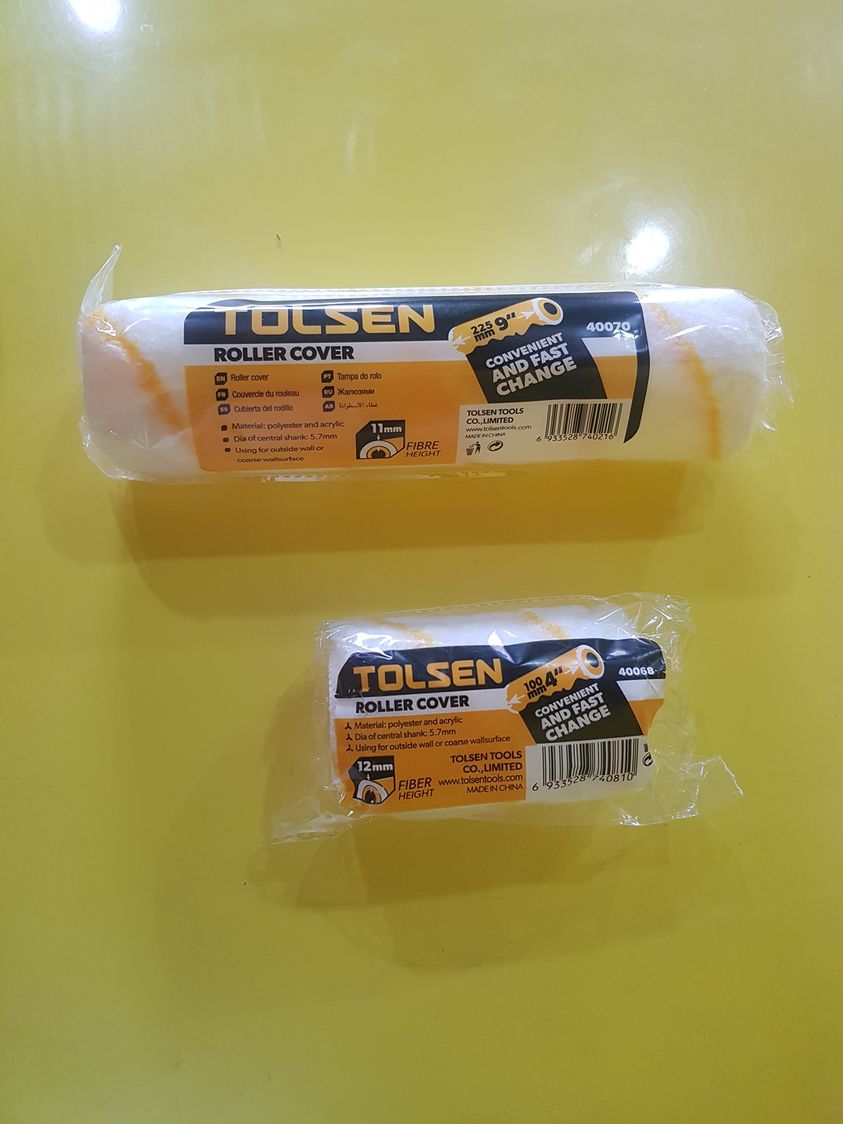 TOLSEN
ROLLER COVER
225 mm 9"
40070
CONVENIENT
AND FAST
CHANGE
EN Roller cover
PT Tampa do rolo
FR Couvercle du rouleau
RU Жалюзями
ES Cubierta del rodillo
AR غطاء الأسطوانة
Material: polyester and acrylic
Dia of central shank: 5.7mm
Using for outside wall or
coarse wallsurface
11mm
FIBRE
HEIGHT
TOLSEN TOOLS
CO.,LIMITED
www.tolsentools.com
MADE IN CHINA
6 933528 740216
TOLSEN
ROLLER COVER
100 mm 4"
40068
CONVENIENT
AND FAST
CHANGE
Material: polyester and acrylic
Dia of central shank: 5.7mm
Using for outside wall or coarse wallsurface
12mm
FIBER
HEIGHT
TOLSEN TOOLS
CO.,LIMITED
www.tolsentools.com
MADE IN CHINA
6 933528 740810